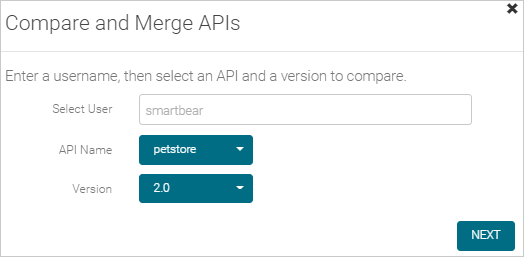 Compare and Merge APIs
Enter a username, then select an API and a version to compare.
Select User
smartbear
API Name
petstore
Version
2.0
NEXT